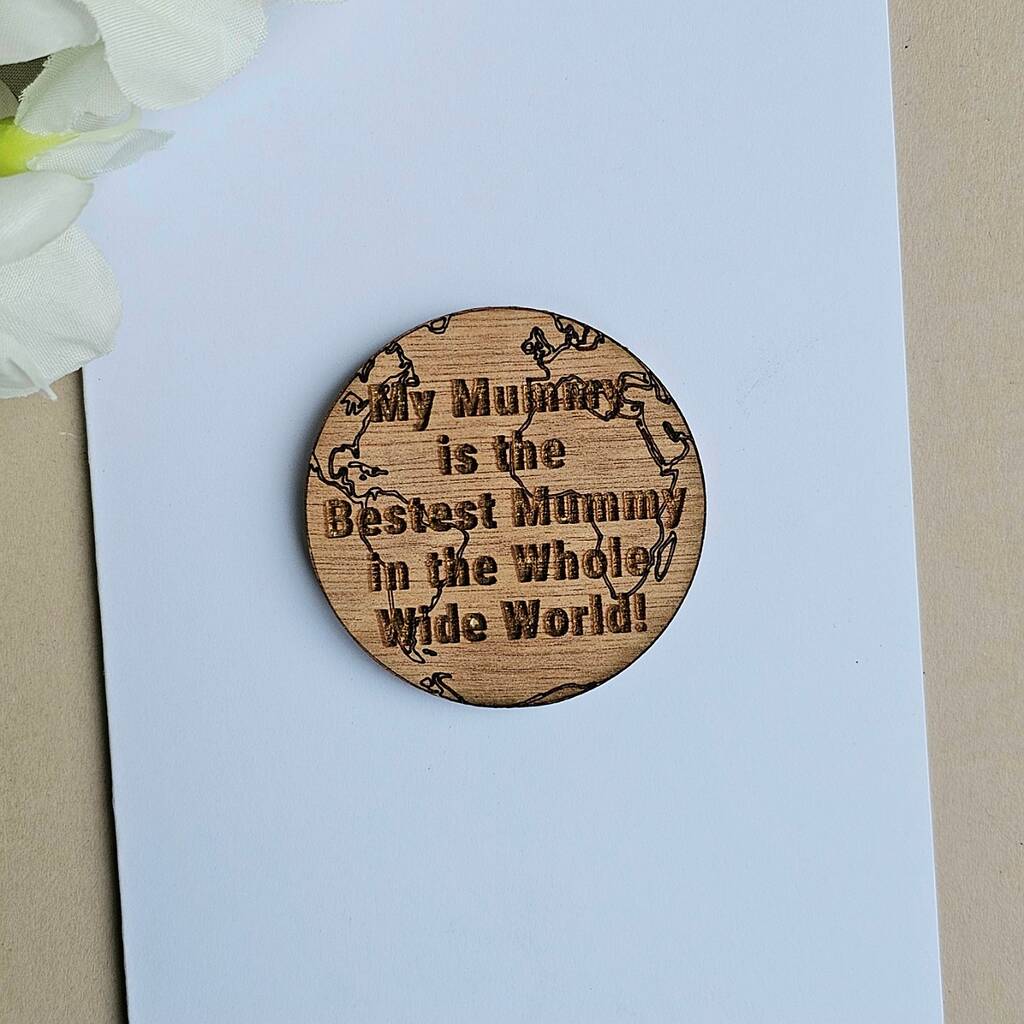 My Mummy
is the
Bestest Mummy
in the Whole
Wide World!